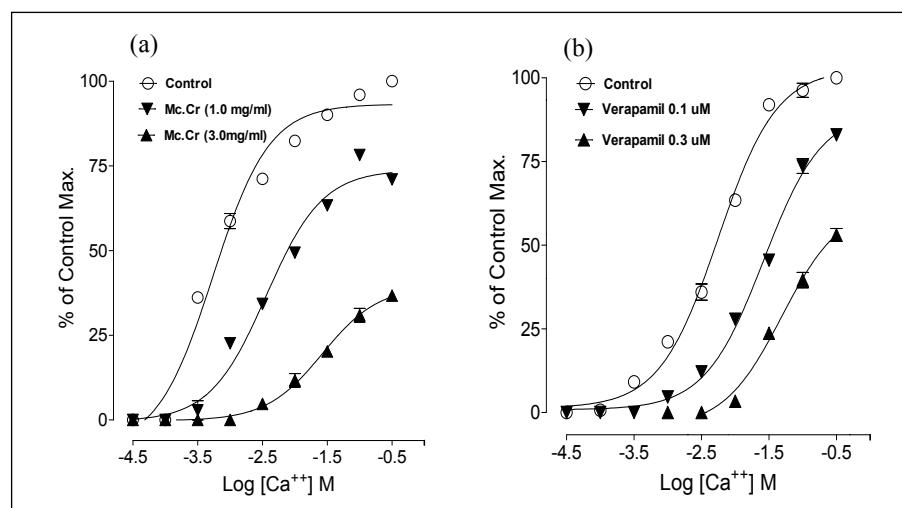 (a)
Control
Mc.Cr (1.0 mg/ml)
Mc.Cr (3.0mg/ml)
100
75
50
25
0
% of Control Max.
-4.5 -3.5 -2.5 -1.5 -0.5
Log [Ca++] M
(b)
Control
Verapamil 0.1 uM
Verapamil 0.3 uM
100
75
50
25
0
% of Control Max.
-4.5 -3.5 -2.5 -1.5 -0.5
Log [Ca++] M